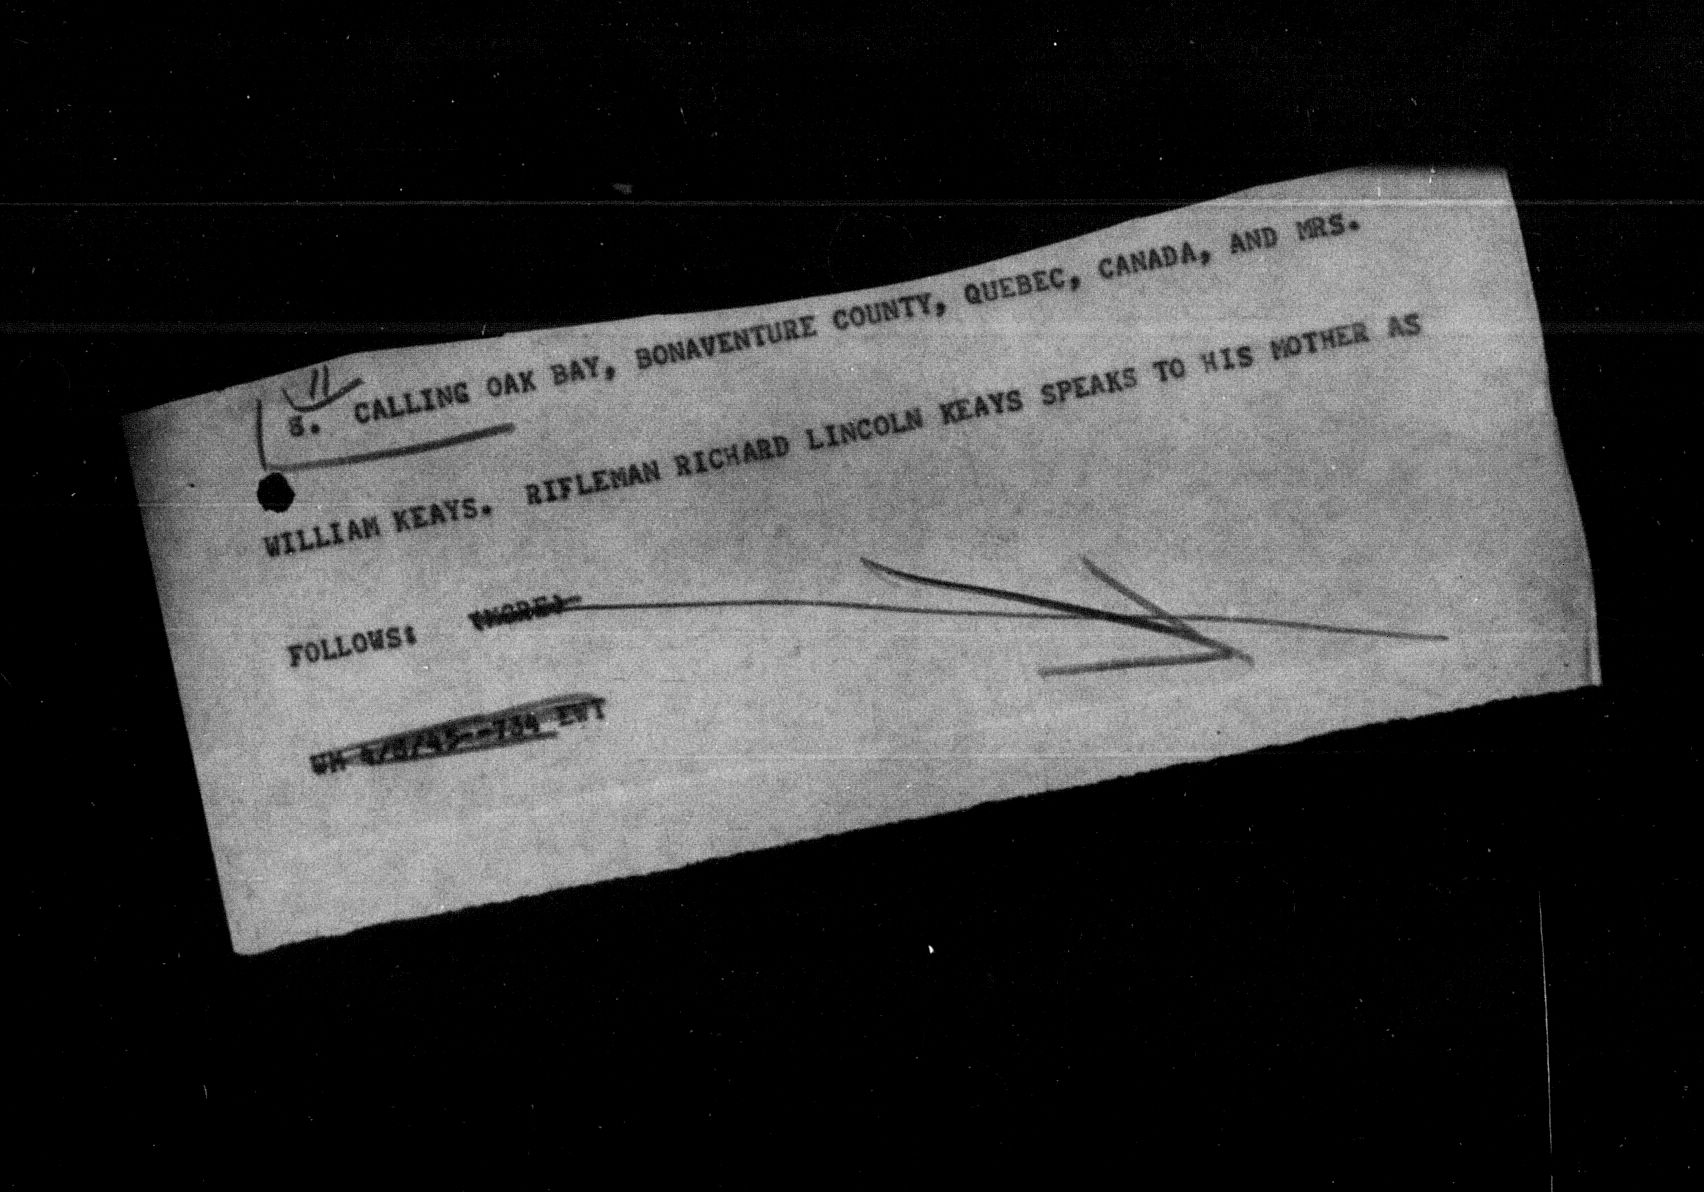 11
8. CALLING OAK BAY, BONAVENTURE COUNTY, QUEBEC, CANADA, AND MRS.
WILLIAM KEAYS. RIFLEMAN RICHARD LINCOLN KEAYS SPEAKS TO HIS MOTHER AS
FOLLOWS: (MORE)
EWT